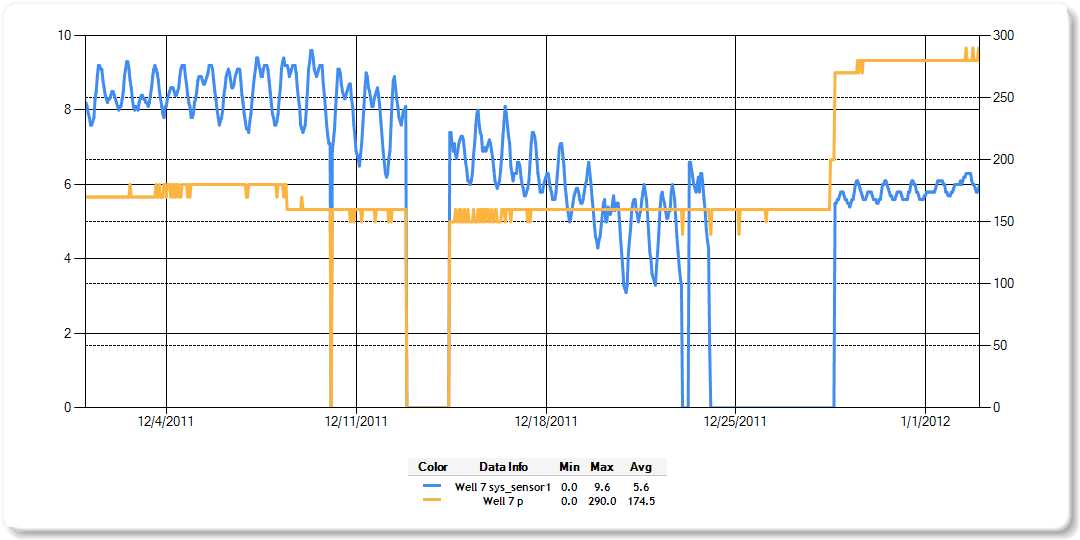 10 300
250
8
200
6
150
4
100
2
50
0 0
12/4/2011 12/11/2011 12/18/2011 12/25/2011 1/1/2012
Color Data Info Min Max Avg
Well 7 sys_sensor1 0.0 9.6 5.6
Well 7 p 0.0 290.0 174.5